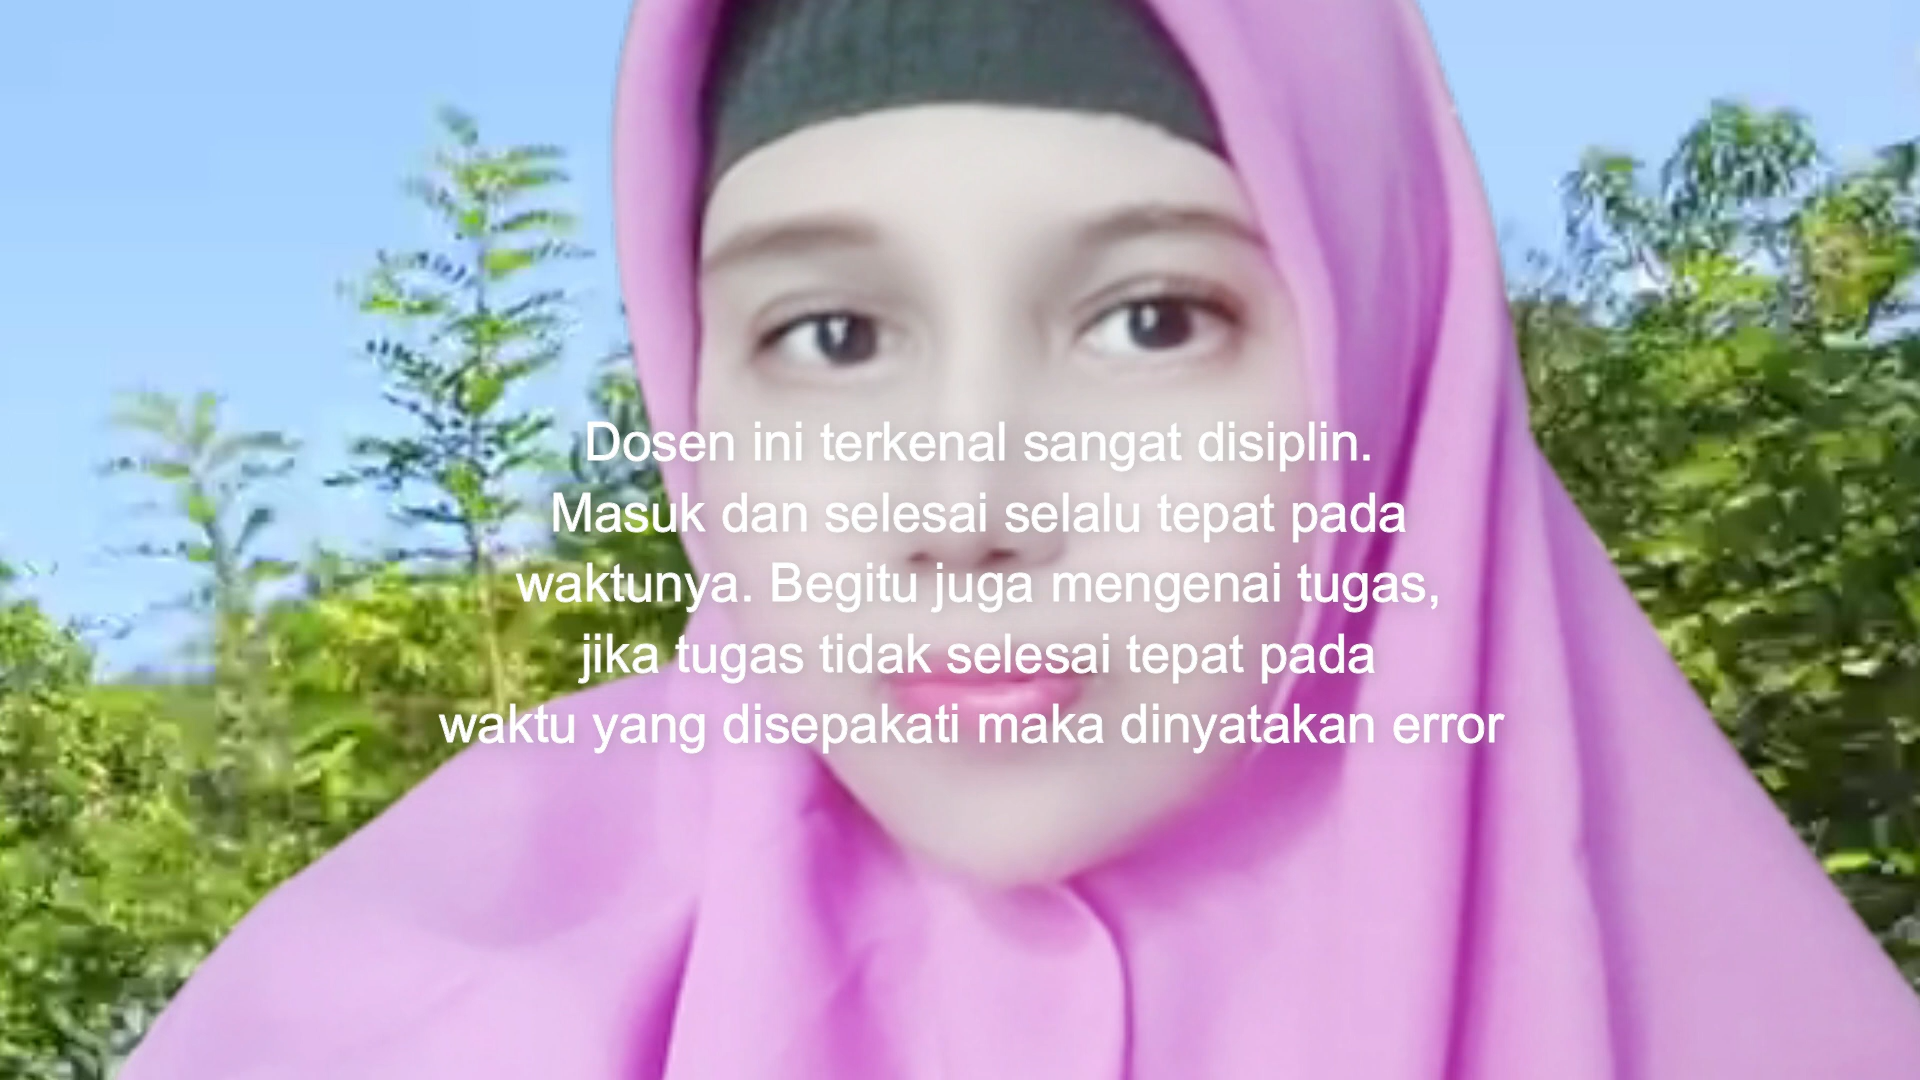 Dosen ini terkenal sangat disiplin.
Masuk dan selesai selalu tepat pada
waktunya. Begitu juga mengenai tugas,
jika tugas tidak selesai tepat pada
waktu yang disepakati maka dinyatakan error